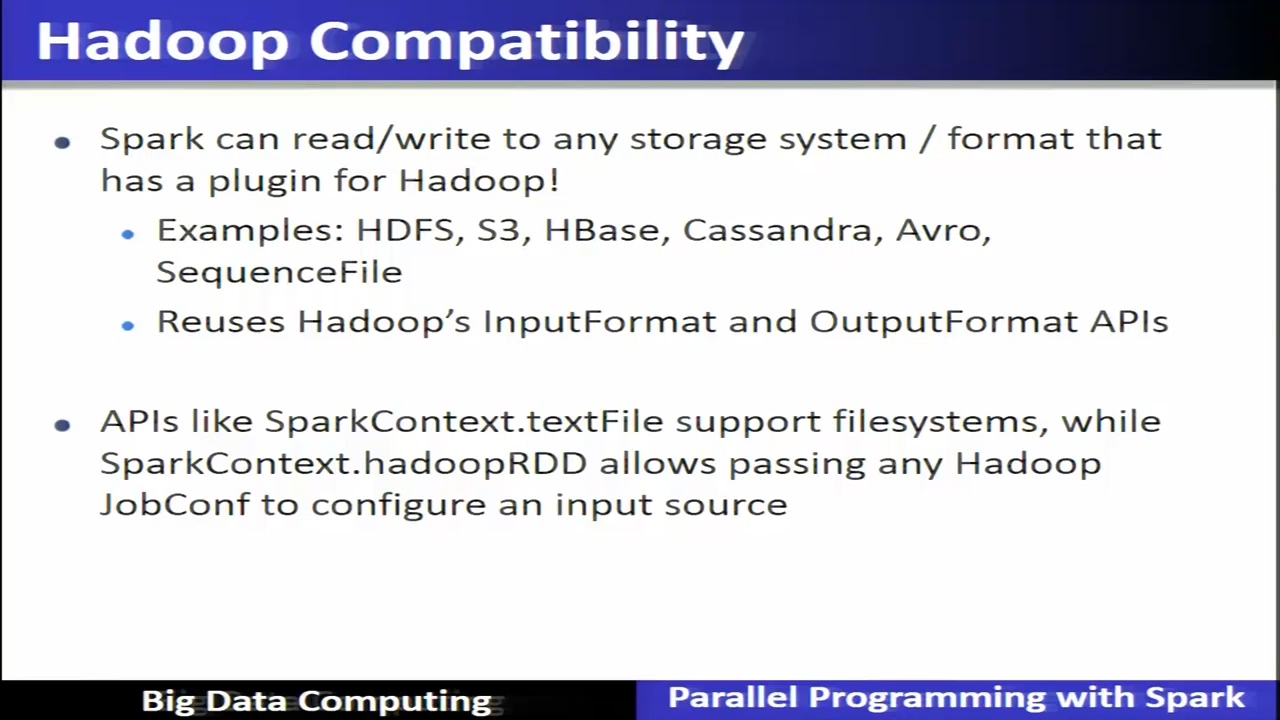 Hadoop Compatibility
Spark can read/write to any storage system / format that
has a plugin for Hadoop!
Examples: HDFS, S3, HBase, Cassandra, Avro,
SequenceFile
Reuses Hadoop’s InputFormat and OutputFormat APIs
APIs like SparkContext.textFile support filesystems, while
SparkContext.hadoopRDD allows passing any Hadoop
JobConf to configure an input source
Big Data Computing
Parallel Programming with Spark